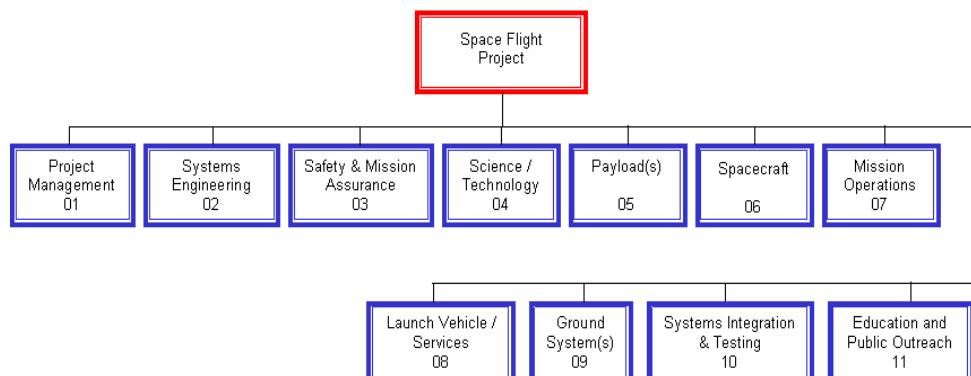 Space Flight
Project
Project
Management
01
Systems
Engineering
02
Safety & Mission
Assurance
03
Science /
Technology
04
Payload(s)
05
Spacecraft
06
Mission
Operations
07
Launch Vehicle /
Services
08
Ground
System(s)
09
Systems Integration
& Testing
10
Education and
Public Outreach
11